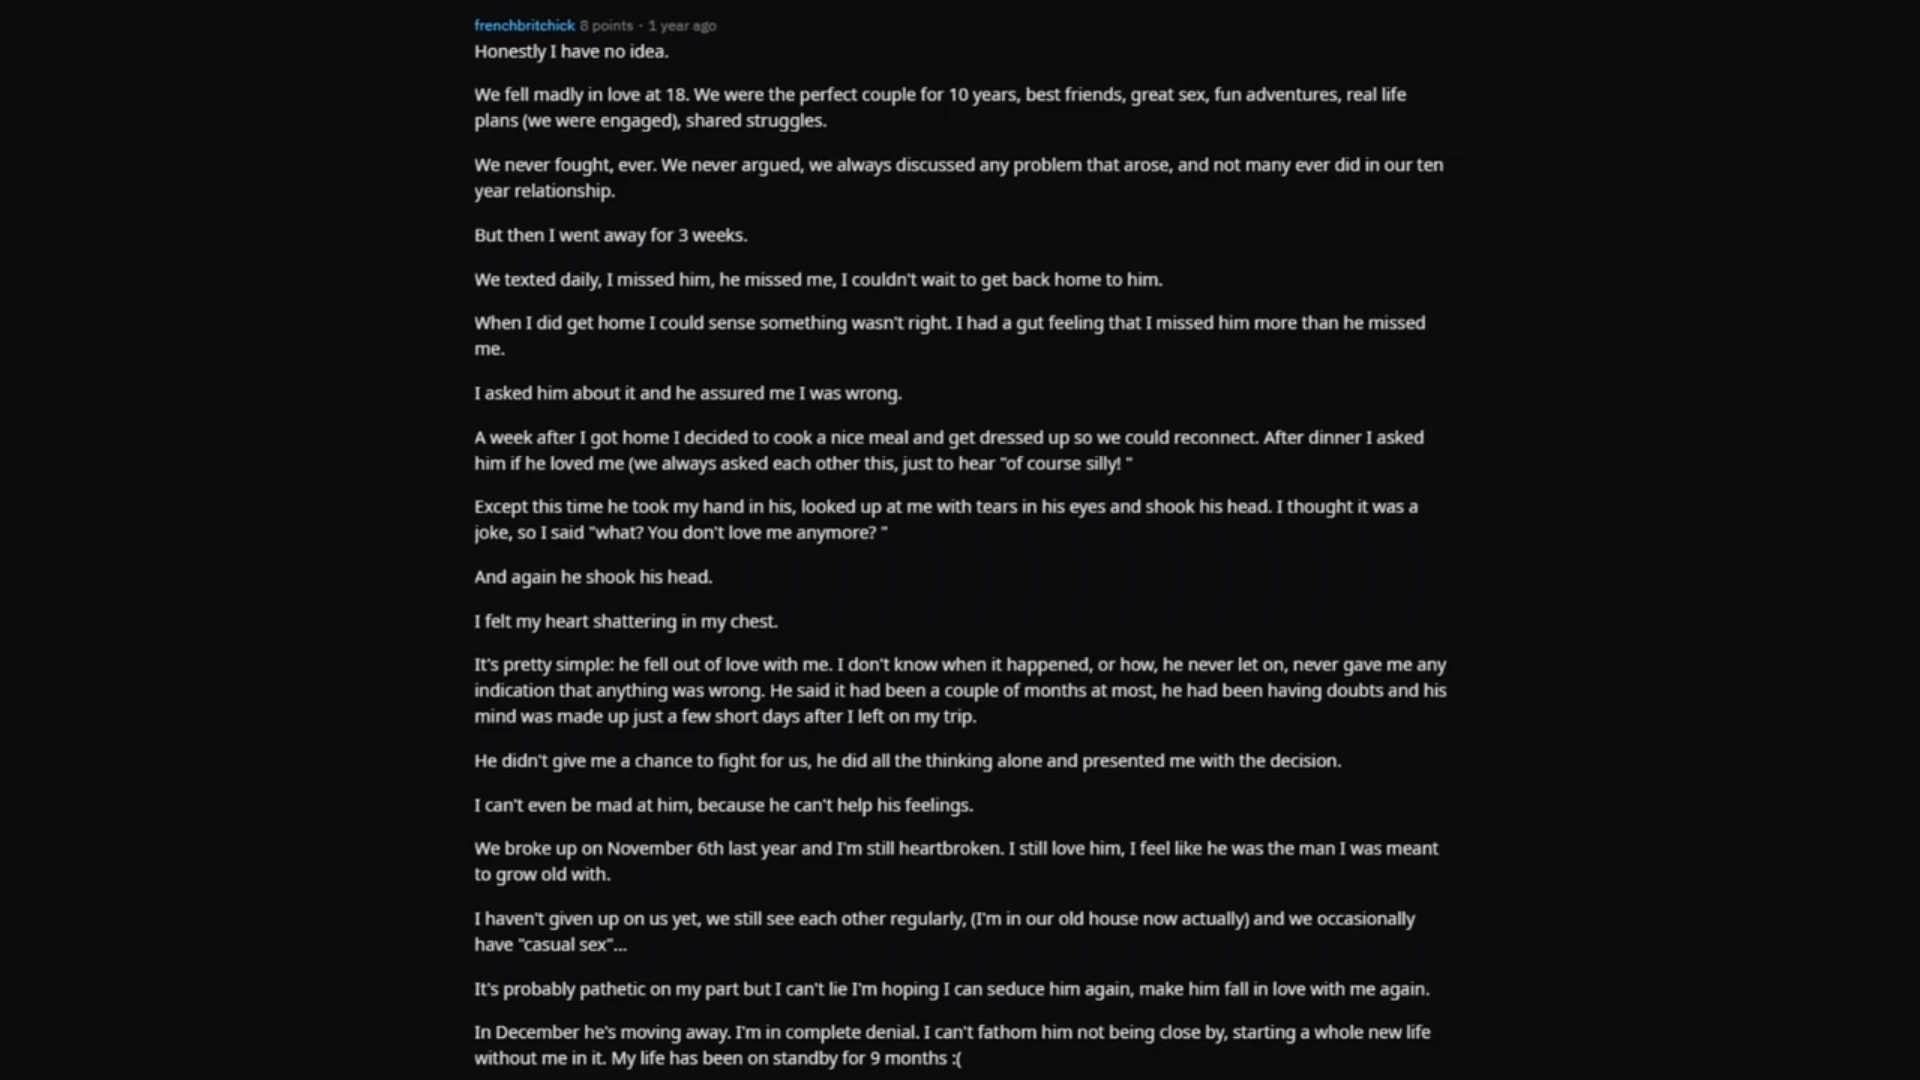 frenchbritchick 8 points · 1 year ago
Honestly I have no idea.
We fell madly in love at 18. We were the perfect couple for 10 years, best friends, great sex, fun adventures, real life
plans (we were engaged), shared struggles.
We never fought, ever. We never argued, we always discussed any problem that arose, and not many ever did in our ten
year relationship.
But then I went away for 3 weeks.
We texted daily, I missed him, he missed me, I couldn't wait to get back home to him.
When I did get home I could sense something wasn't right. I had a gut feeling that I missed him more than he missed
me.
I asked him about it and he assured me I was wrong.
A week after I got home I decided to cook a nice meal and get dressed up so we could reconnect. After dinner I asked
him if he loved me (we always asked each other this, just to hear "of course silly! "
Except this time he took my hand in his, looked up at me with tears in his eyes and shook his head. I thought it was a
joke, so I said "what? You don't love me anymore? "
And again he shook his head.
I felt my heart shattering in my chest.
It's pretty simple: he fell out of love with me. I don't know when it happened, or how, he never let on, never gave me any
indication that anything was wrong. He said it had been a couple of months at most, he had been having doubts and his
mind was made up just a few short days after I left on my trip.
He didn't give me a chance to fight for us, he did all the thinking alone and presented me with the decision.
I can't even be mad at him, because he can't help his feelings.
We broke up on November 6th last year and I'm still heartbroken. I still love him, I feel like he was the man I was meant
to grow old with.
I haven't given up on us yet, we still see each other regularly, (I'm in our old house now actually) and we occasionally
have "casual sex"...
It's probably pathetic on my part but I can't lie I'm hoping I can seduce him again, make him fall in love with me again.
In December he's moving away. I'm in complete denial. I can't fathom him not being close by, starting a whole new life
without me in it. My life has been on standby for 9 months :(